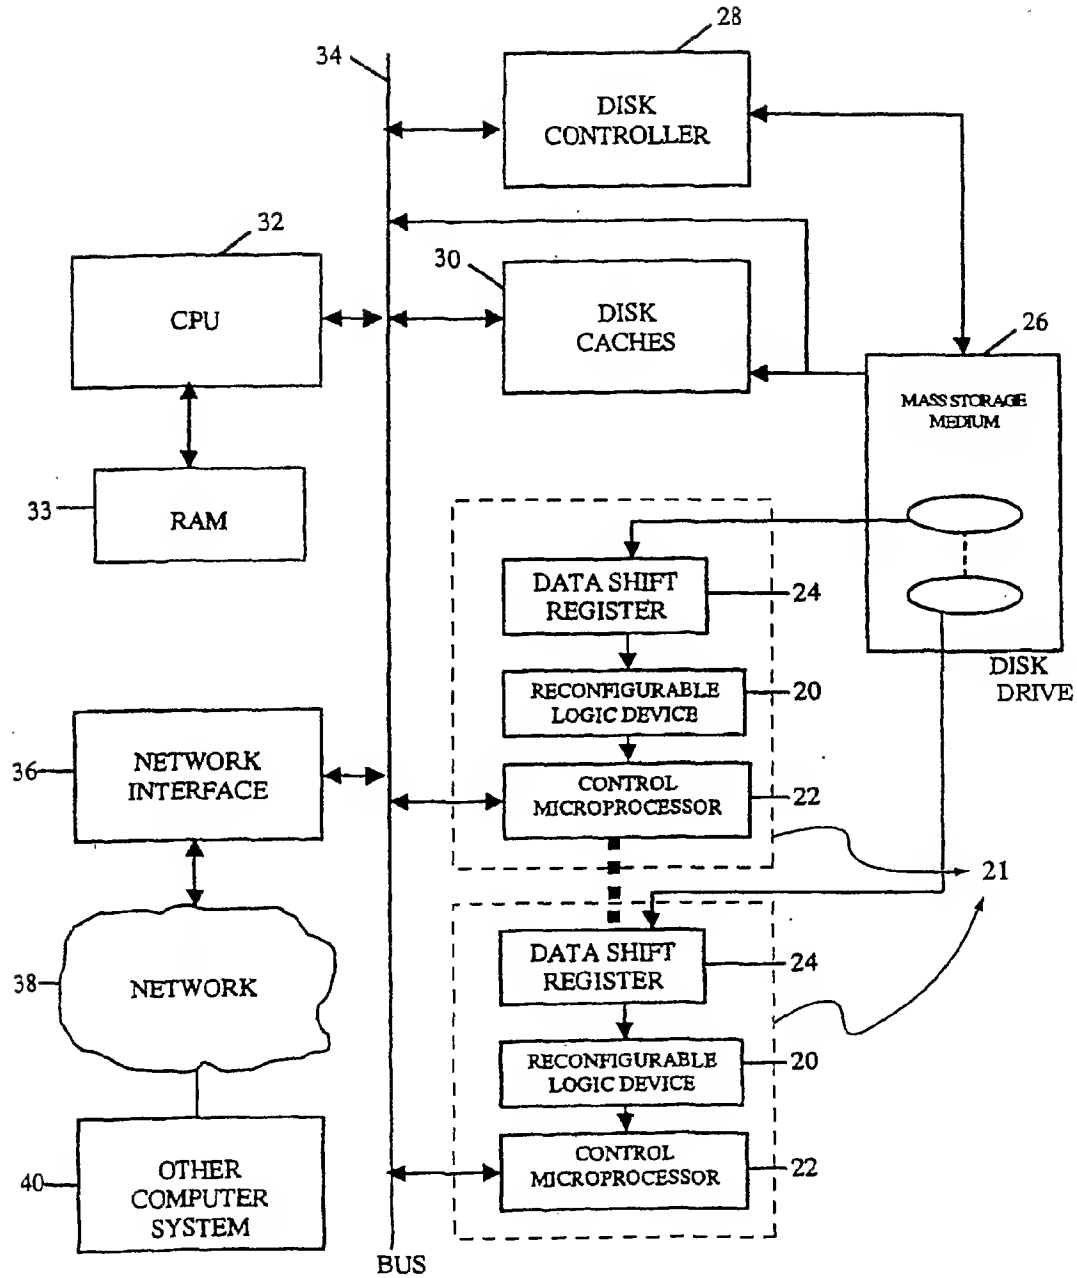 28
34
DISK
CONTROLLER
32
30
CPU
DISK
CACHES
26
MASS STORAGE
MEDIUM
33
RAM
DATA SHIFT
REGISTER
24
DISK
DRIVE
RECONFIGURABLE
LOGIC DEVICE
20
36
NETWORK
INTERFACE
CONTROL
MICROPROCESSOR
22
21
38
NETWORK
DATA SHIFT
REGISTER
24
RECONFIGURABLE
LOGIC DEVICE
20
40
OTHER
COMPUTER
SYSTEM
CONTROL
MICROPROCESSOR
22
BUS